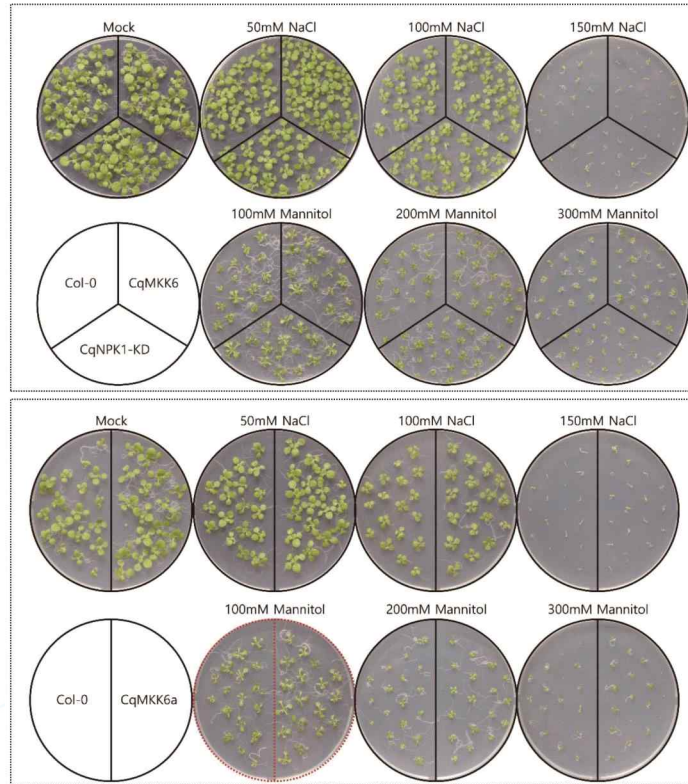 Mock 50mM NaCl 100mM NaCl 150mM NaCl
100mM Mannitol 200mM Mannitol 300mM Mannitol
Col-0 CqMKK6
CqNPK1-KD
Mock 50mM NaCl 100mM NaCl 150mM NaCl
100mM Mannitol 200mM Mannitol 300mM Mannitol
Col-0 CqMKK6a